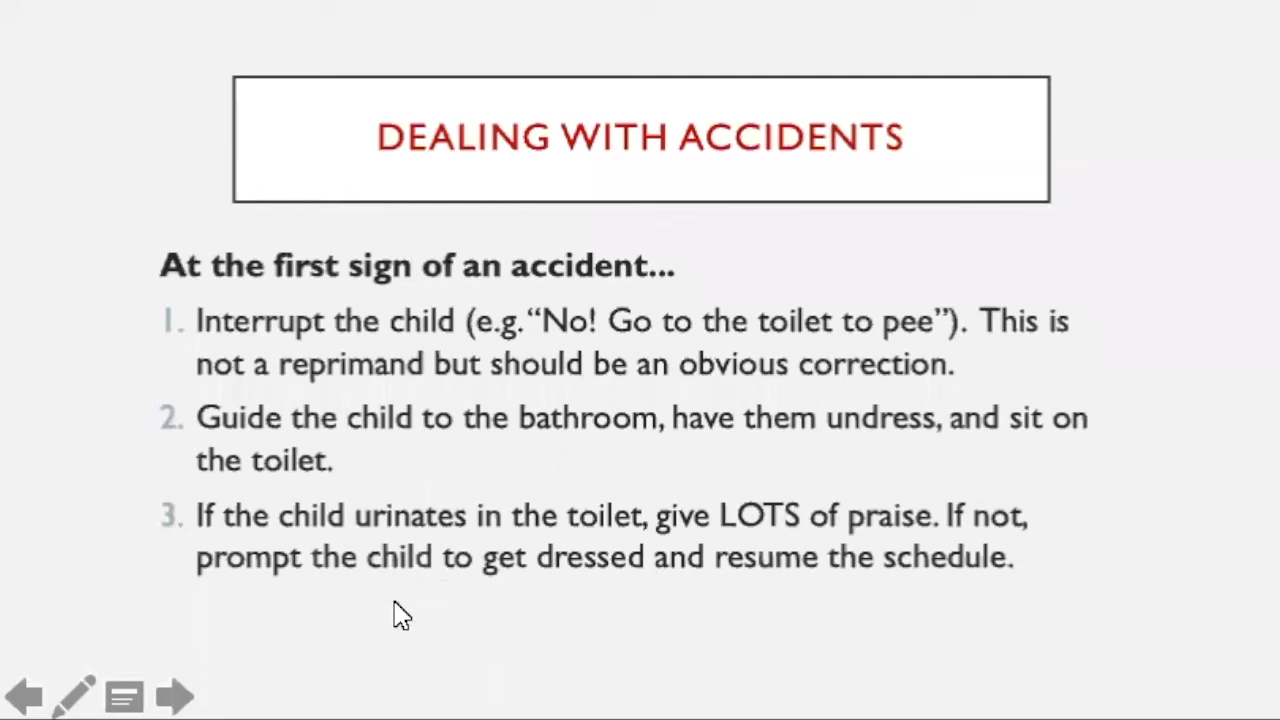 DEALING WITH ACCIDENTS
At the first sign of an accident...
1. Interrupt the child (e.g. “No! Go to the toilet to pee”). This is
not a reprimand but should be an obvious correction.
2. Guide the child to the bathroom, have them undress, and sit on
the toilet.
3. If the child urinates in the toilet, give LOTS of praise. If not,
prompt the child to get dressed and resume the schedule.